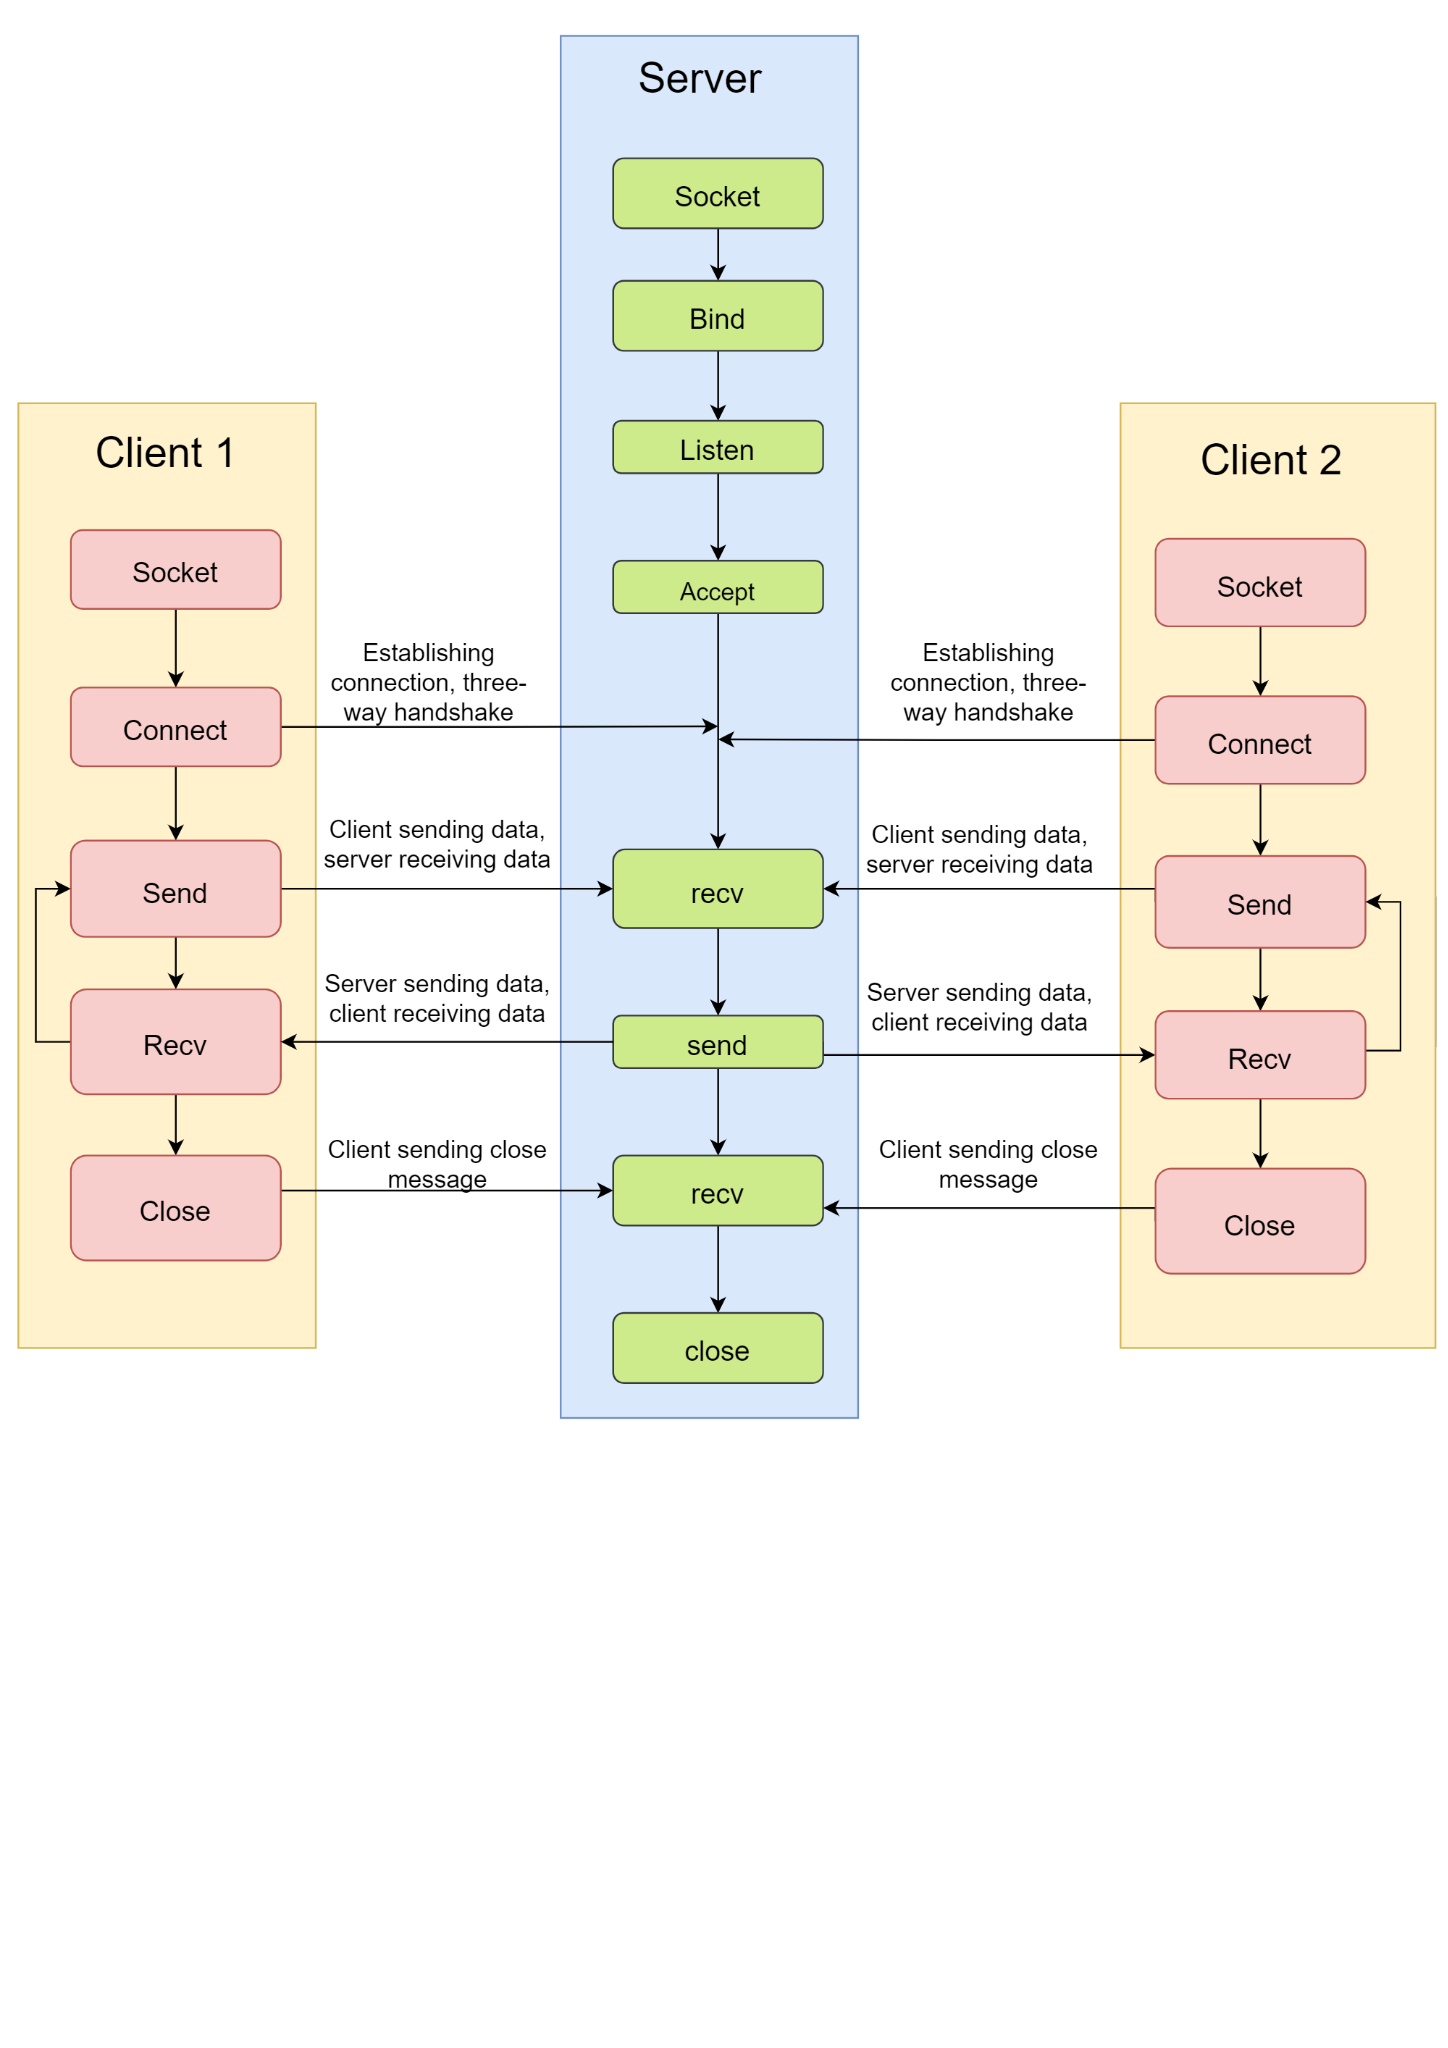 Server
Socket
Bind
Listen
Accept
recv
send
recv
close
Client 1
Socket
Connect
Send
Recv
Close
Establishing
connection, three-
way handshake
Client sending data,
server receiving data
Server sending data,
client receiving data
Client sending close
message
Establishing
connection, three-
way handshake
Client sending data,
server receiving data
Server sending data,
client receiving data
Client sending close
message
Client 2
Socket
Connect
Send
Recv
Close